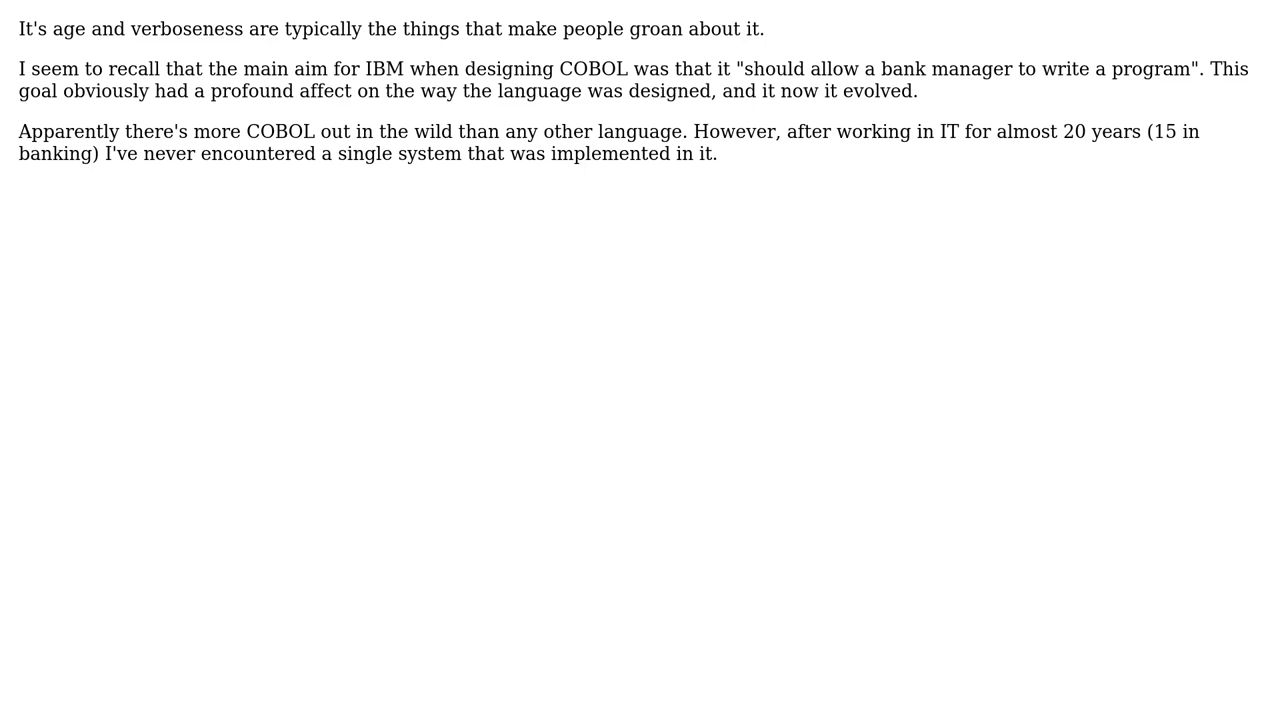 It's age and verboseness are typically the things that make people groan about it.
I seem to recall that the main aim for IBM when designing COBOL was that it "should allow a bank manager to write a program". This
goal obviously had a profound affect on the way the language was designed, and it now it evolved.
Apparently there's more COBOL out in the wild than any other language. However, after working in IT for almost 20 years (15 in
banking) I've never encountered a single system that was implemented in it.